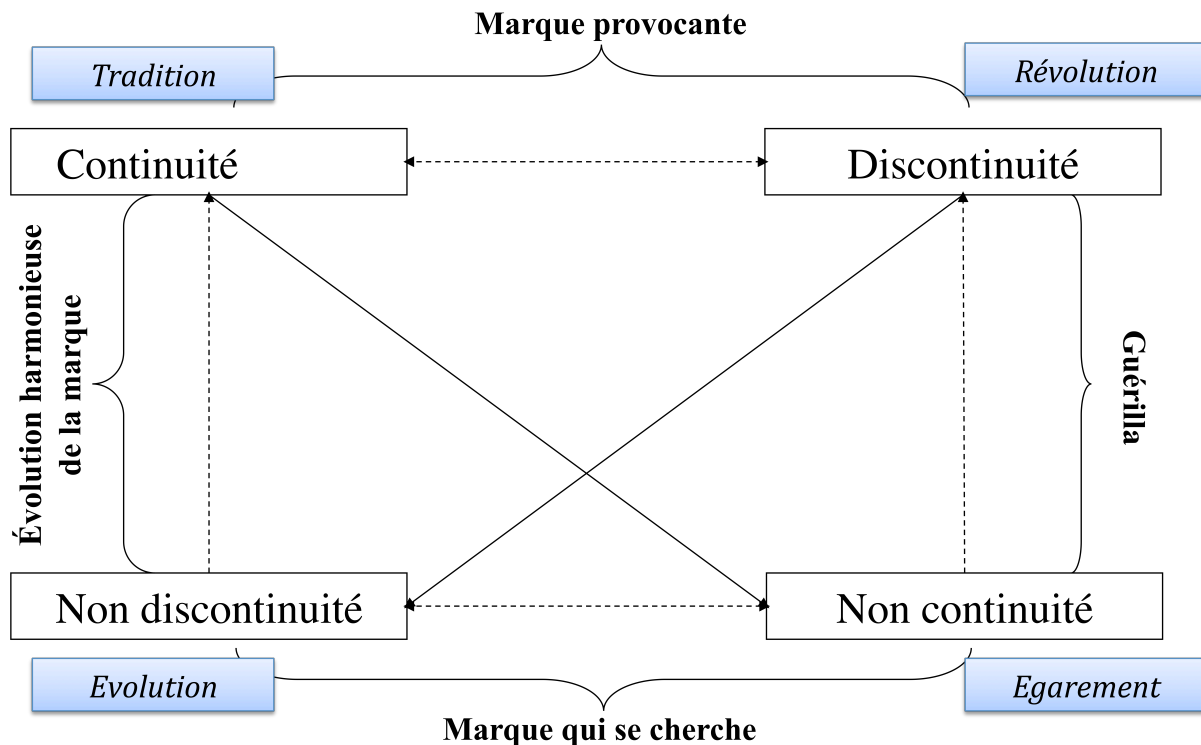 Marque provocante
Tradition
Révolution
Continuité
Discontinuité
Évolution harmonieuse
de la marque
Guérilla
Non discontinuité
Non continuité
Evolution
Egarement
Marque qui se cherche